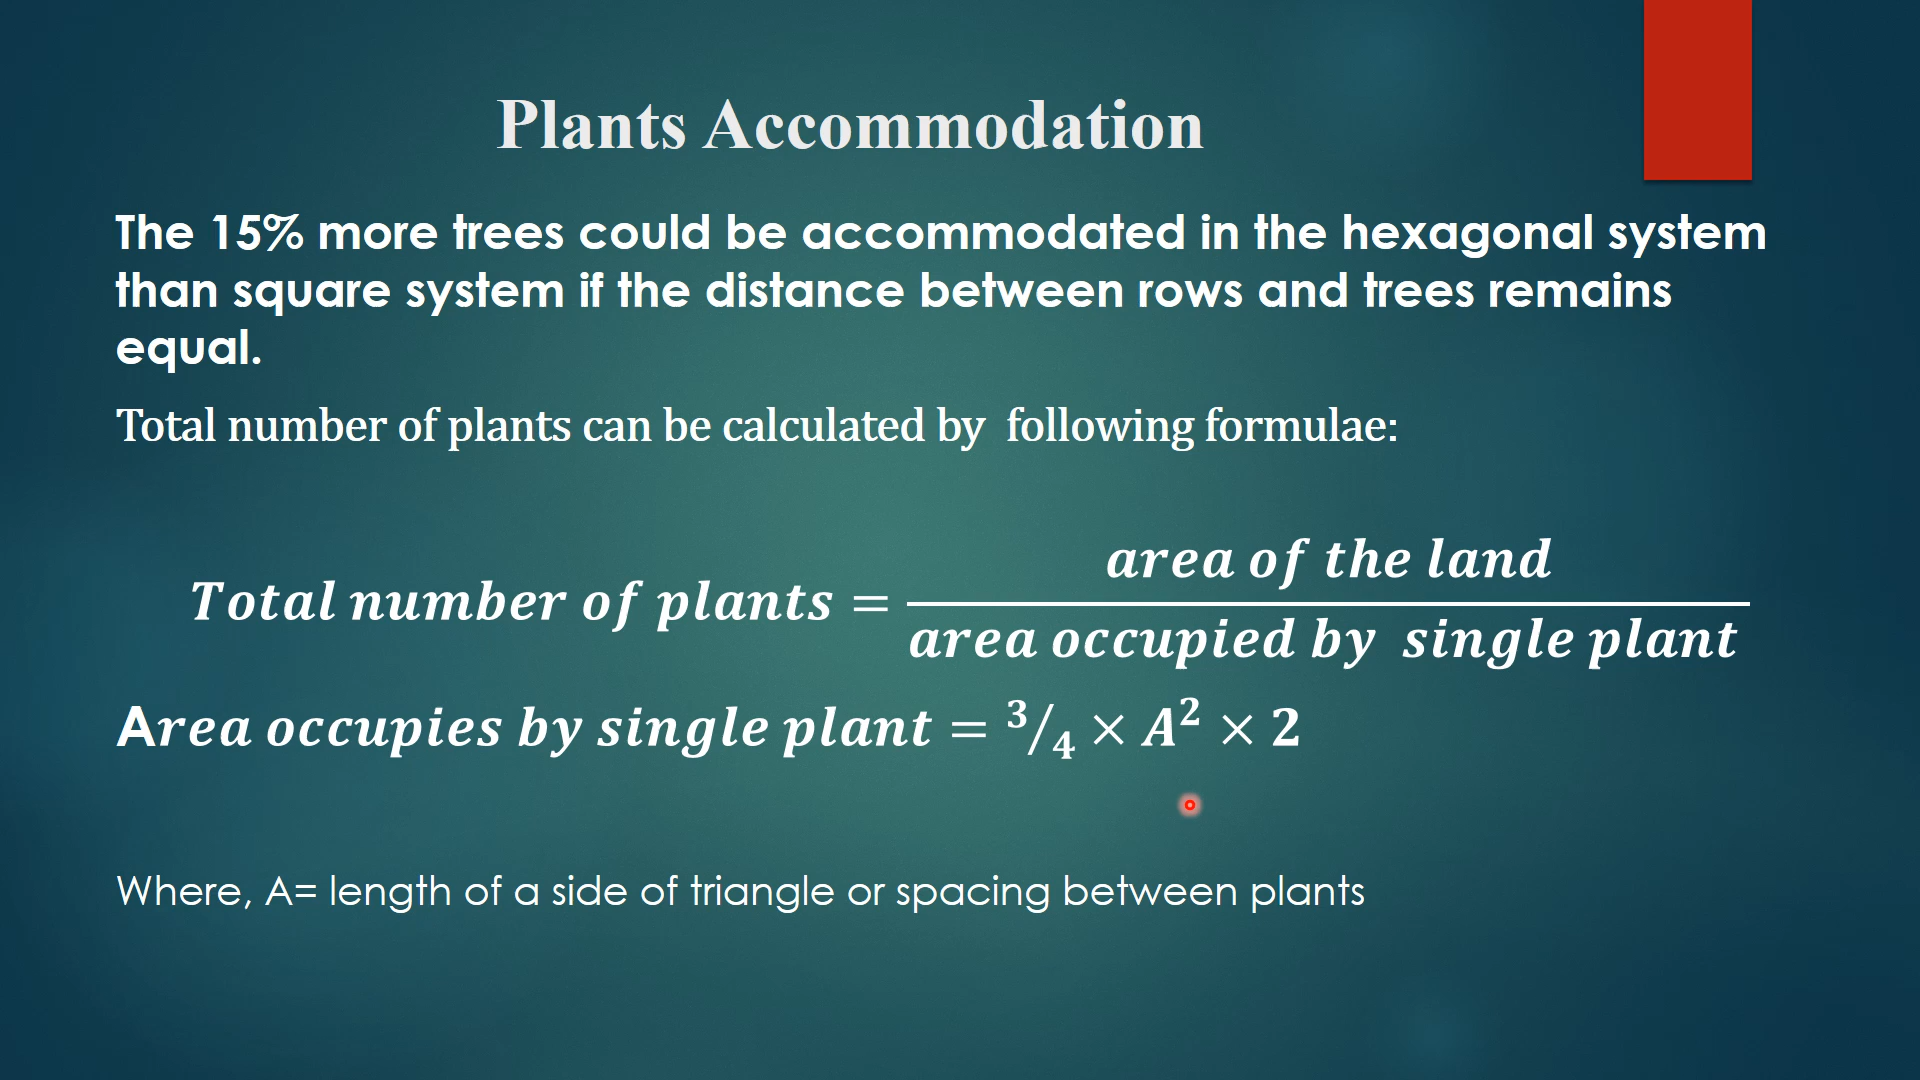 Plants Accommodation
The 15% more trees could be accommodated in the hexagonal system
than square system if the distance between rows and trees remains
equal.
Total number of plants can be calculated by  following formulae:
Total number of plants = area of the land / area occupied by  single plant
Area occupies by single plant = 3/4 × A² × 2
Where, A= length of a side of triangle or spacing between plants